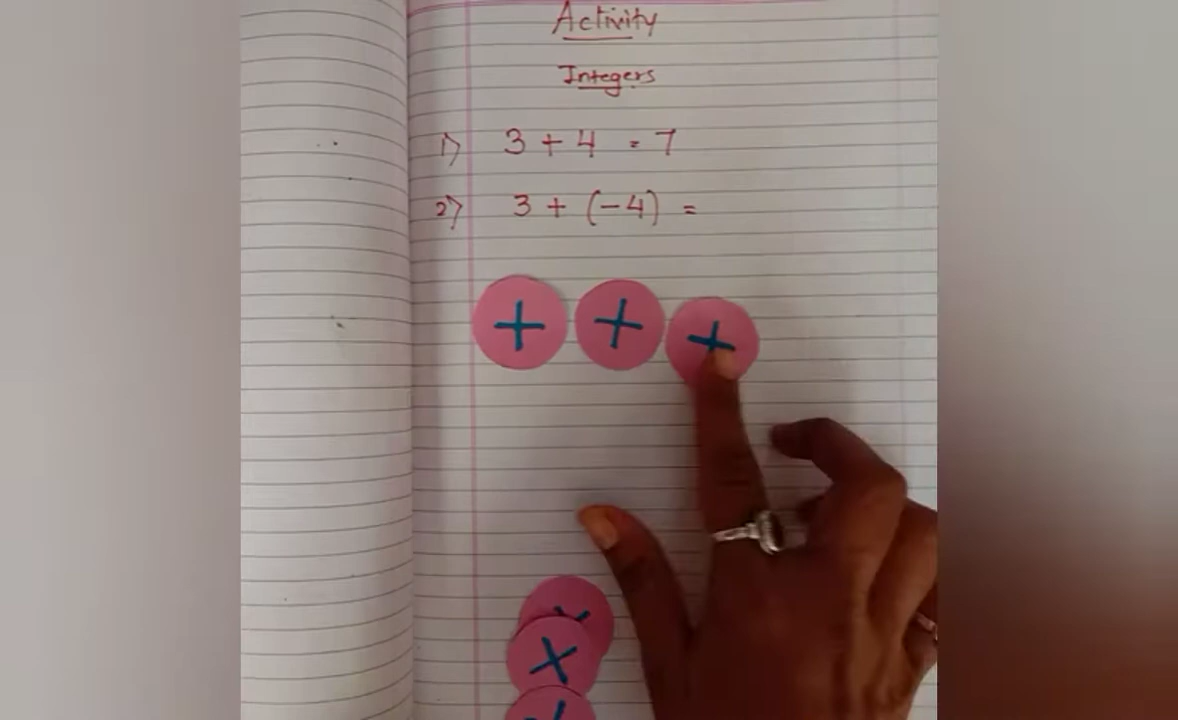 Activity
Integers
1) 3 + 4 = 7
2) 3 + (-4) =
+ + +
+
+